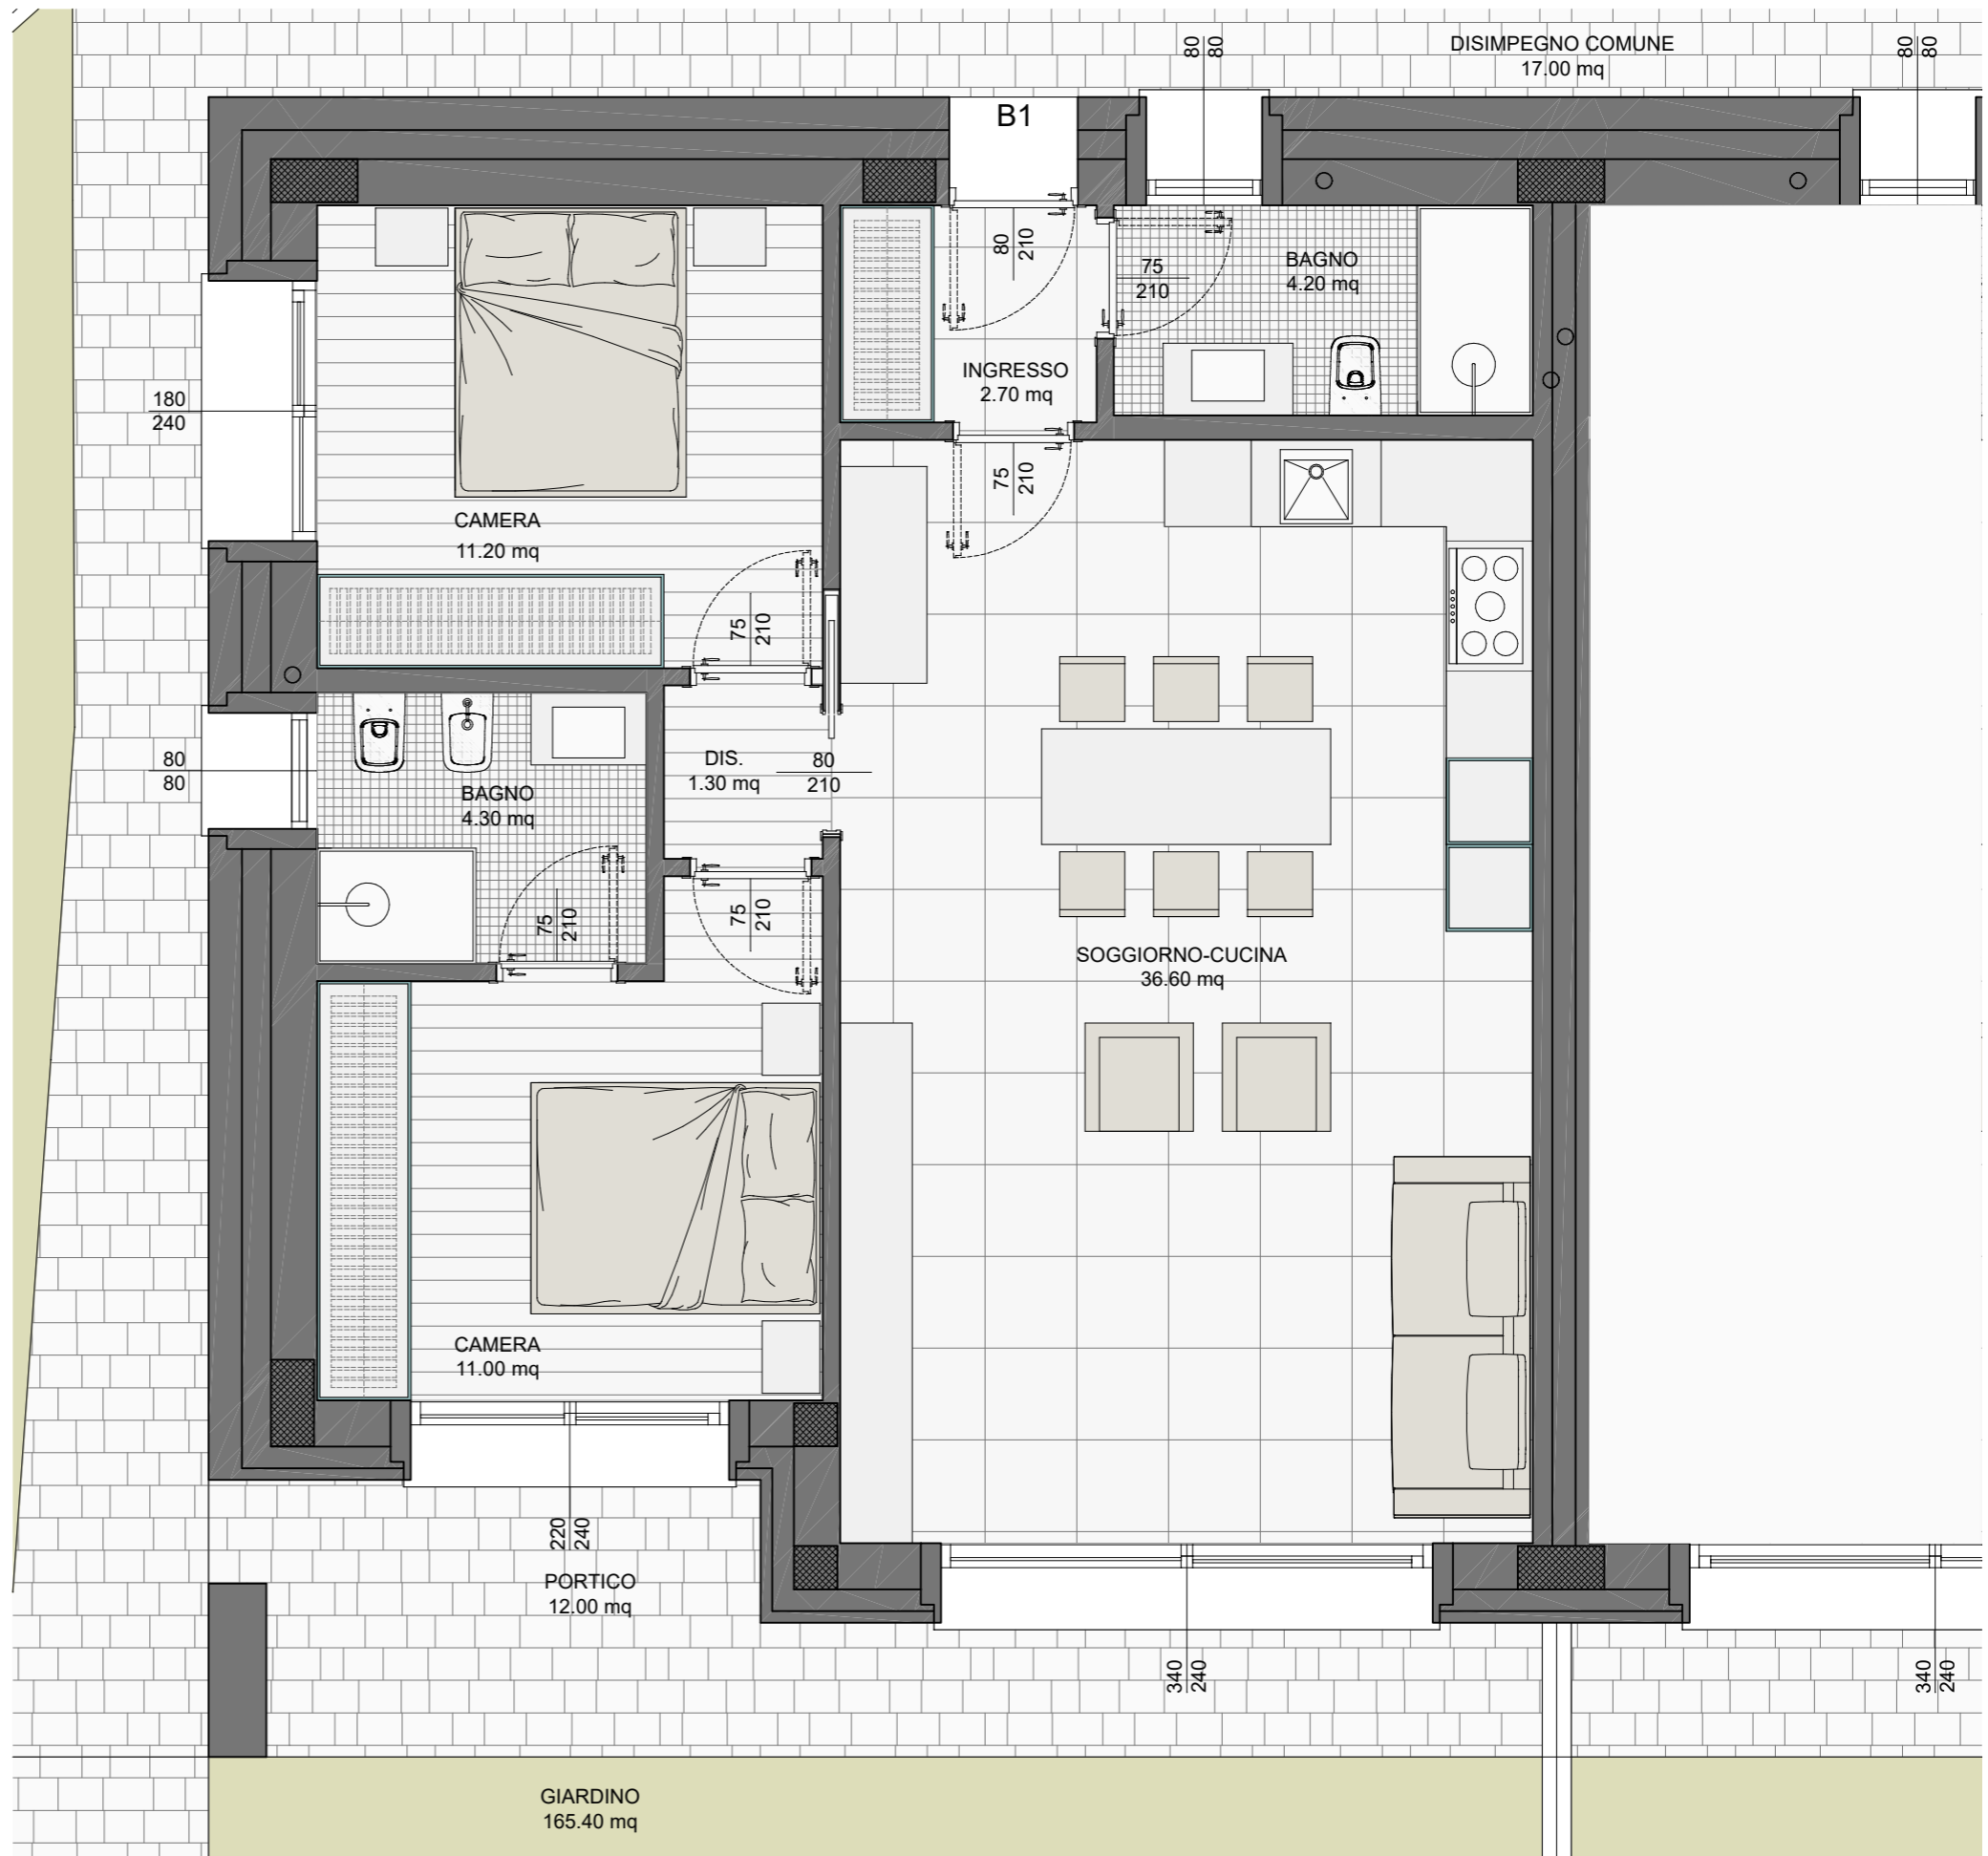 80
80
DISIMPEGNO COMUNE
17.00 mq
80
80
B1
80
210
75
210
BAGNO
4.20 mq
INGRESSO
2.70 mq
180
240
75
210
CAMERA
11.20 mq
75
210
DIS.
1.30 mq
80
210
80
80
BAGNO
4.30 mq
75
210
75
210
SOGGIORNO-CUCINA
36.60 mq
CAMERA
11.00 mq
220
240
PORTICO
12.00 mq
340
240
340
240
GIARDINO
165.40 mq